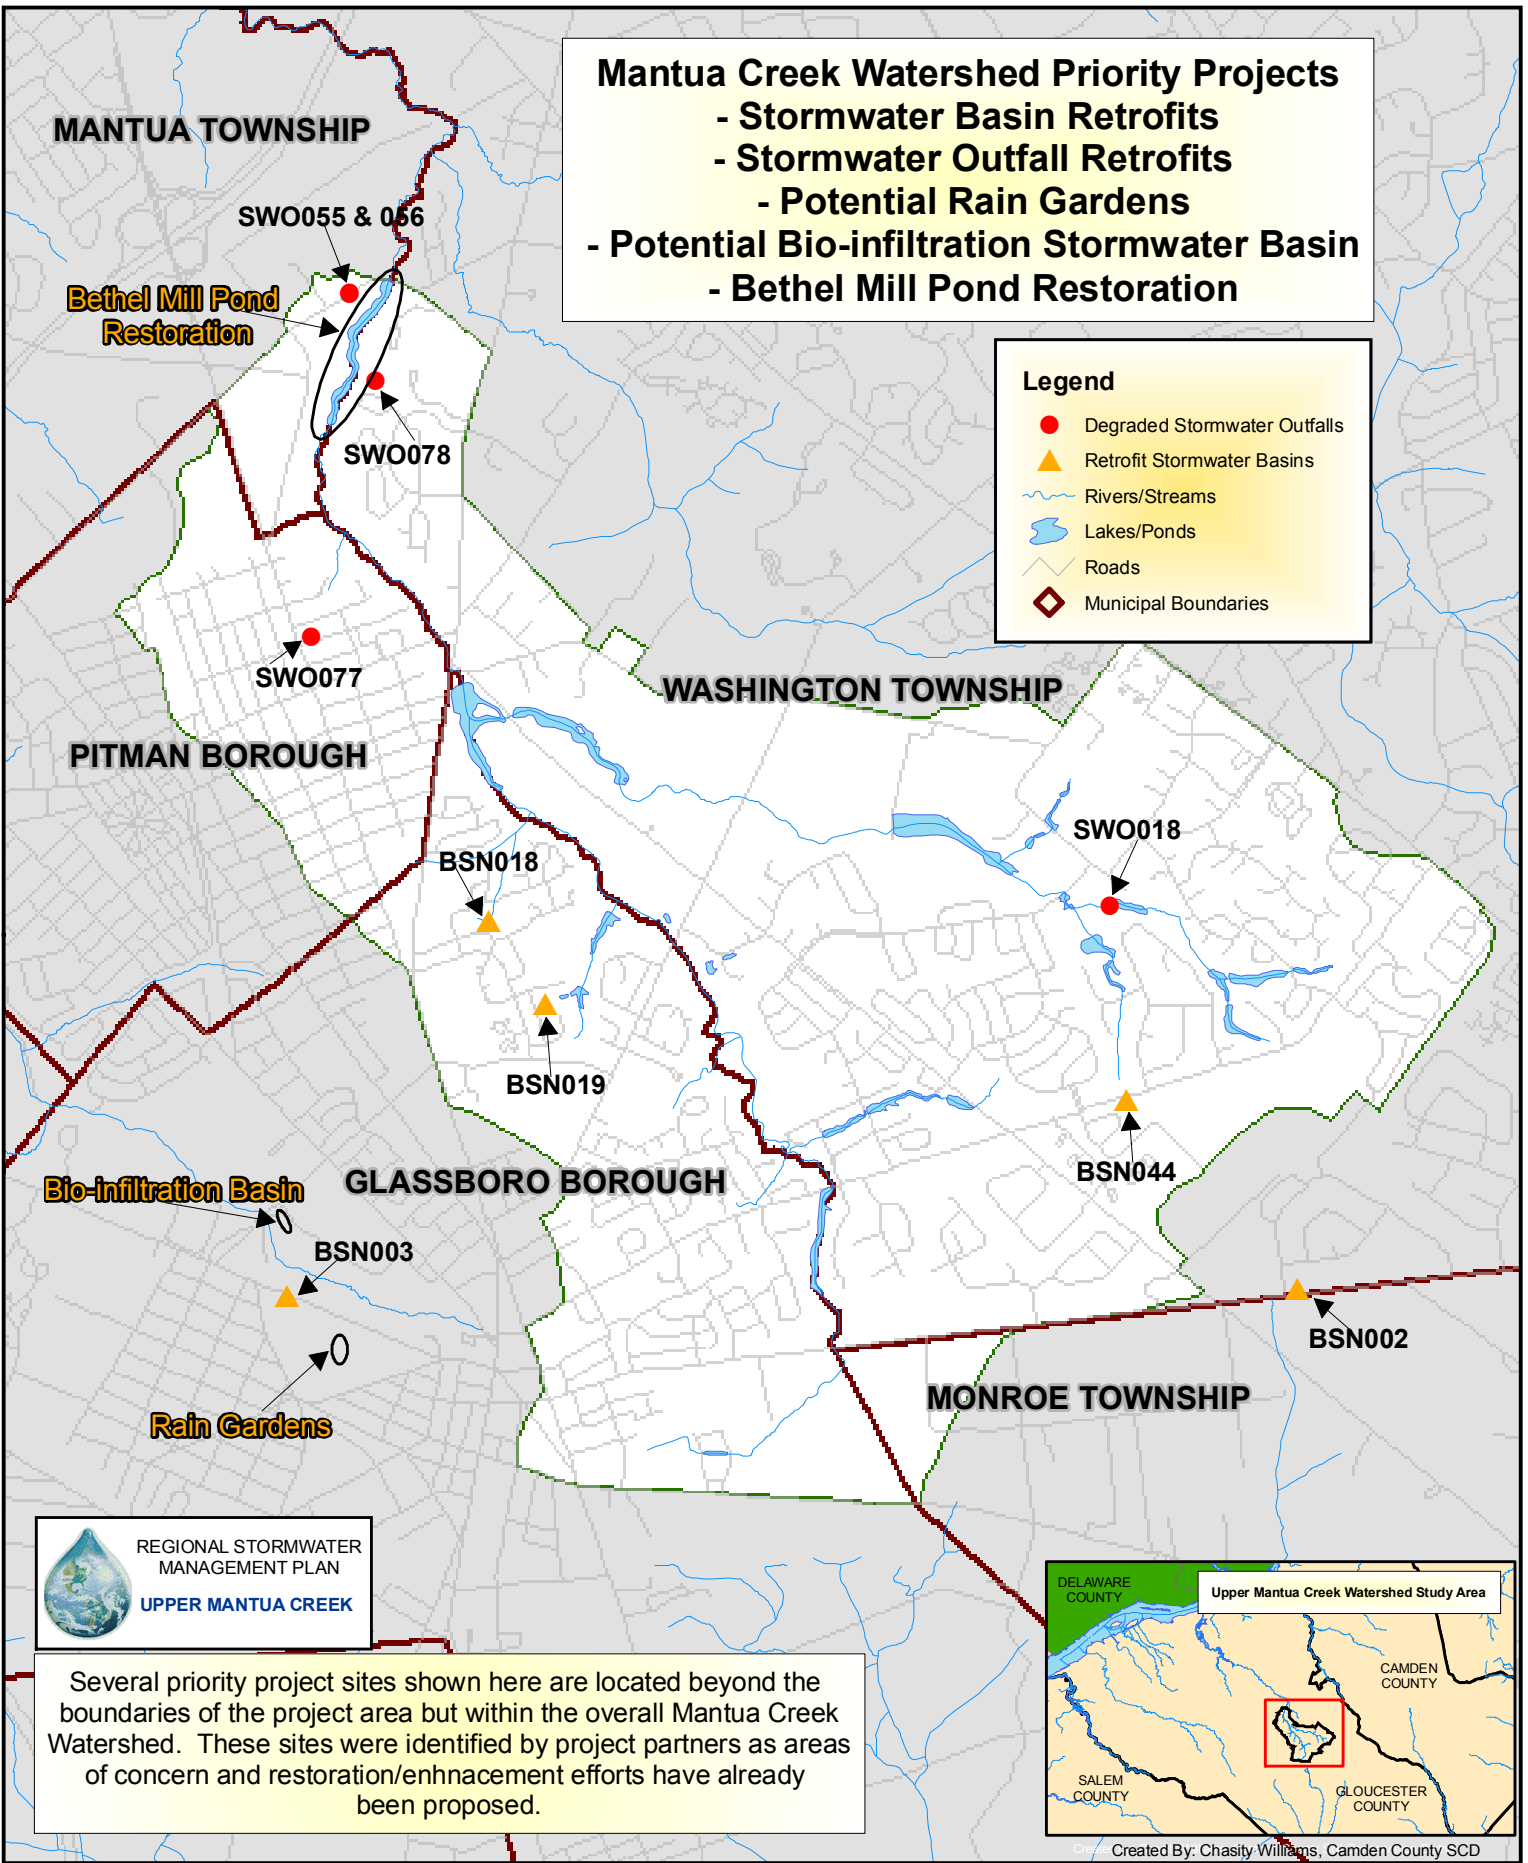 Mantua Creek Watershed Priority Projects
- Stormwater Basin Retrofits
- Stormwater Outfall Retrofits
- Potential Rain Gardens
- Potential Bio-infiltration Stormwater Basin
- Bethel Mill Pond Restoration
MANTUA TOWNSHIP
SWO055 & 056
Bethel Mill Pond
Restoration
SWO078
Legend
Degraded Stormwater Outfalls
Retrofit Stormwater Basins
Rivers/Streams
Lakes/Ponds
Roads
Municipal Boundaries
SWO077
WASHINGTON TOWNSHIP
PITMAN BOROUGH
SWO018
BSN018
BSN019
BSN044
GLASSBORO BOROUGH
Bio-infiltration Basin
BSN003
BSN002
MONROE TOWNSHIP
Rain Gardens
REGIONAL STORMWATER
MANAGEMENT PLAN
UPPER MANTUA CREEK
Several priority project sites shown here are located beyond the
boundaries of the project area but within the overall Mantua Creek
Watershed. These sites were identified by project partners as areas
of concern and restoration/enhnacement efforts have already
been proposed.
DELAWARE
COUNTY
Upper Mantua Creek Watershed Study Area
CAMDEN
COUNTY
SALEM
COUNTY
GLOUCESTER
COUNTY
Created By: Chasity Williams, Camden County SCD